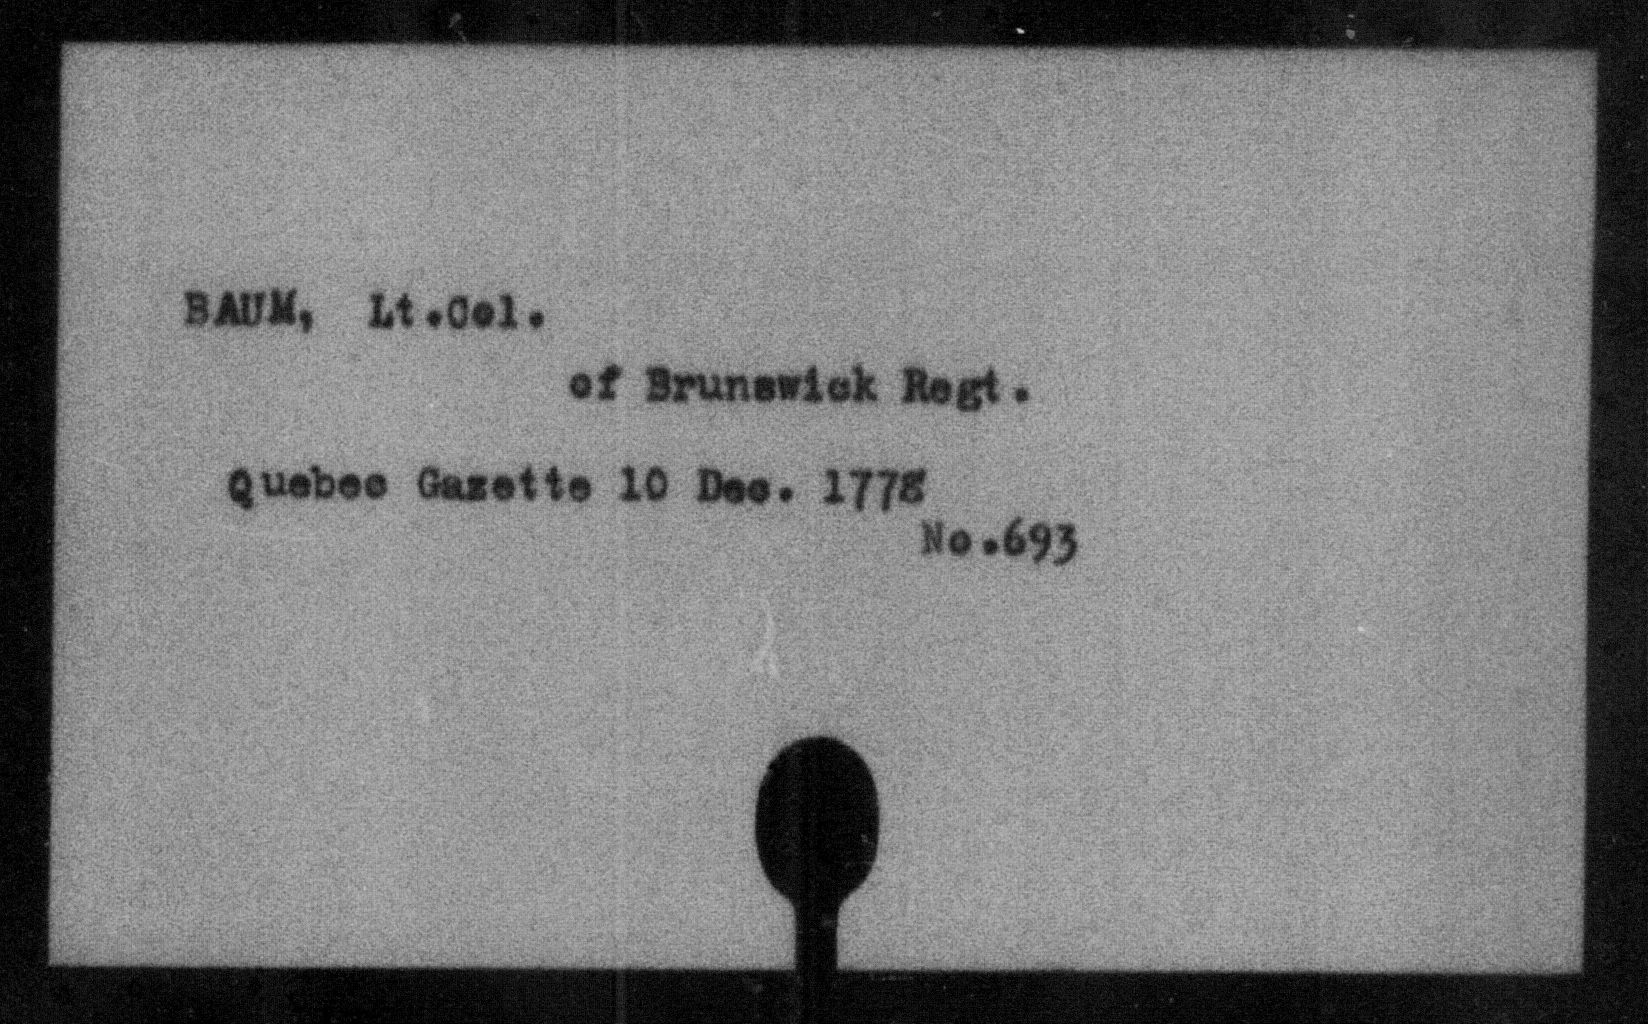 BAUM, Lt.Col.
of Brunswick Regt.
Quebec Gazette 10 Dec. 1778
No.693